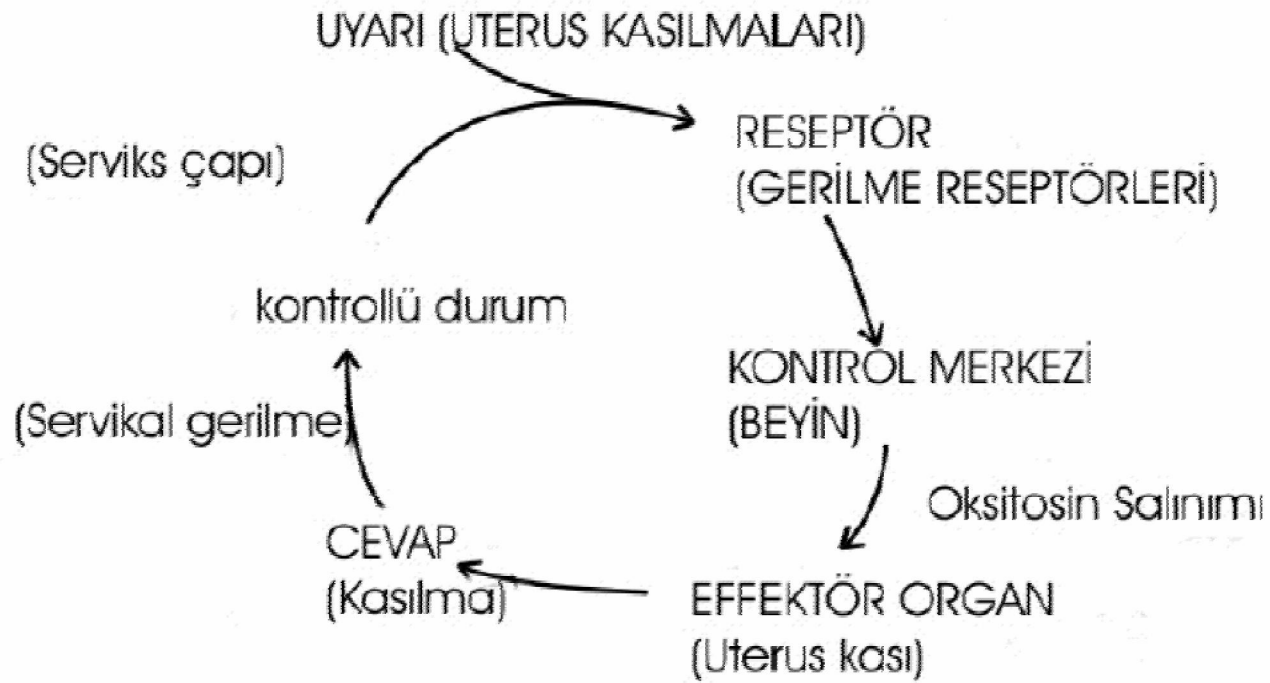 UYARI (UTERUS KASILMALARI)
RESEPTÖR
(GERİLME RESEPTÖRLERİ)
(Serviks çapı)
kontrollü durum
KONTROL MERKEZİ
(BEYİN)
(Servikal gerilme)
Oksitosin Salınımı
CEVAP
(Kasılma)
EFFEKTÖR ORGAN
(Uterus kası)